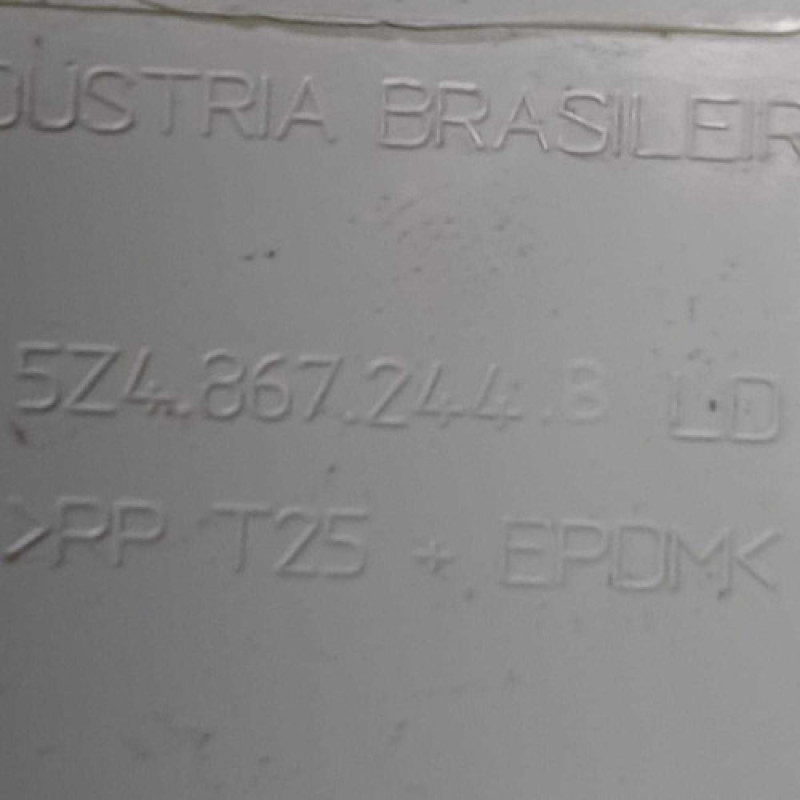 DUSTRIA BRASILEIR
5Z4.867.244.B LD
>PP T25 + EPDM<